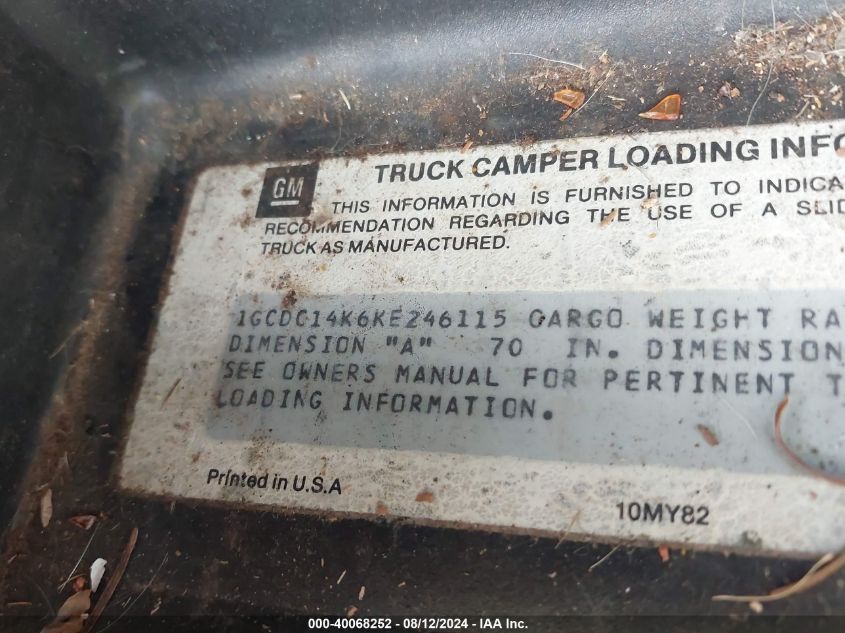 GM
TRUCK CAMPER LOADING INFO
THIS INFORMATION IS FURNISHED TO INDICA
RECOMMENDATION REGARDING THE USE OF A SLID
TRUCK AS MANUFACTURED.
1GCDC14K6KE246115 CARGO WEIGHT RA
DIMENSION "A" 70 IN. DIMENSION
SEE OWNERS MANUAL FOR PERTINENT T
LOADING INFORMATION.
Printed in U.S.A
10MY82
000-40068252 - 08/12/2024 - IAA Inc.